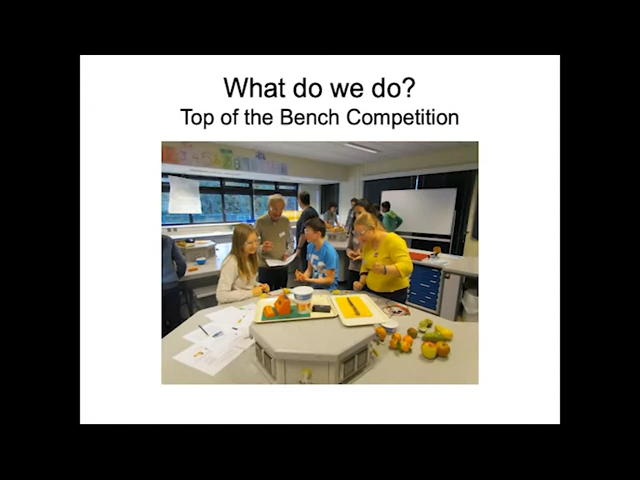 What do we do?
Top of the Bench Competition